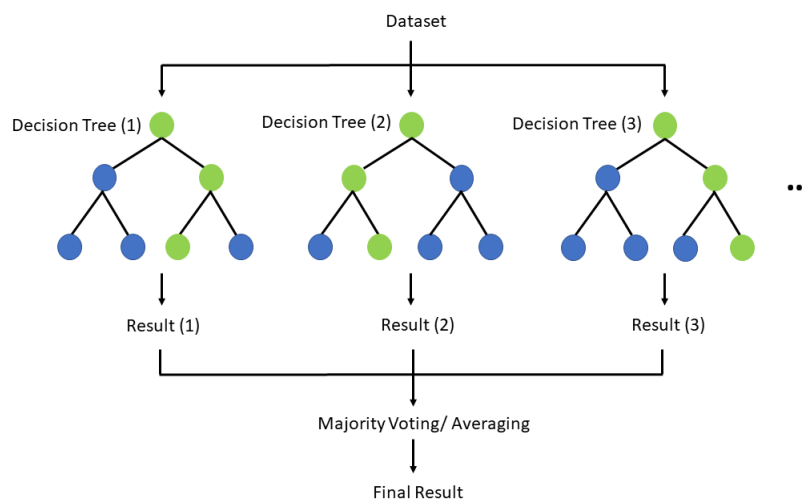 Dataset
Decision Tree (1)
Decision Tree (2)
Decision Tree (3)
..
Result (1)
Result (2)
Result (3)
Majority Voting/ Averaging
Final Result